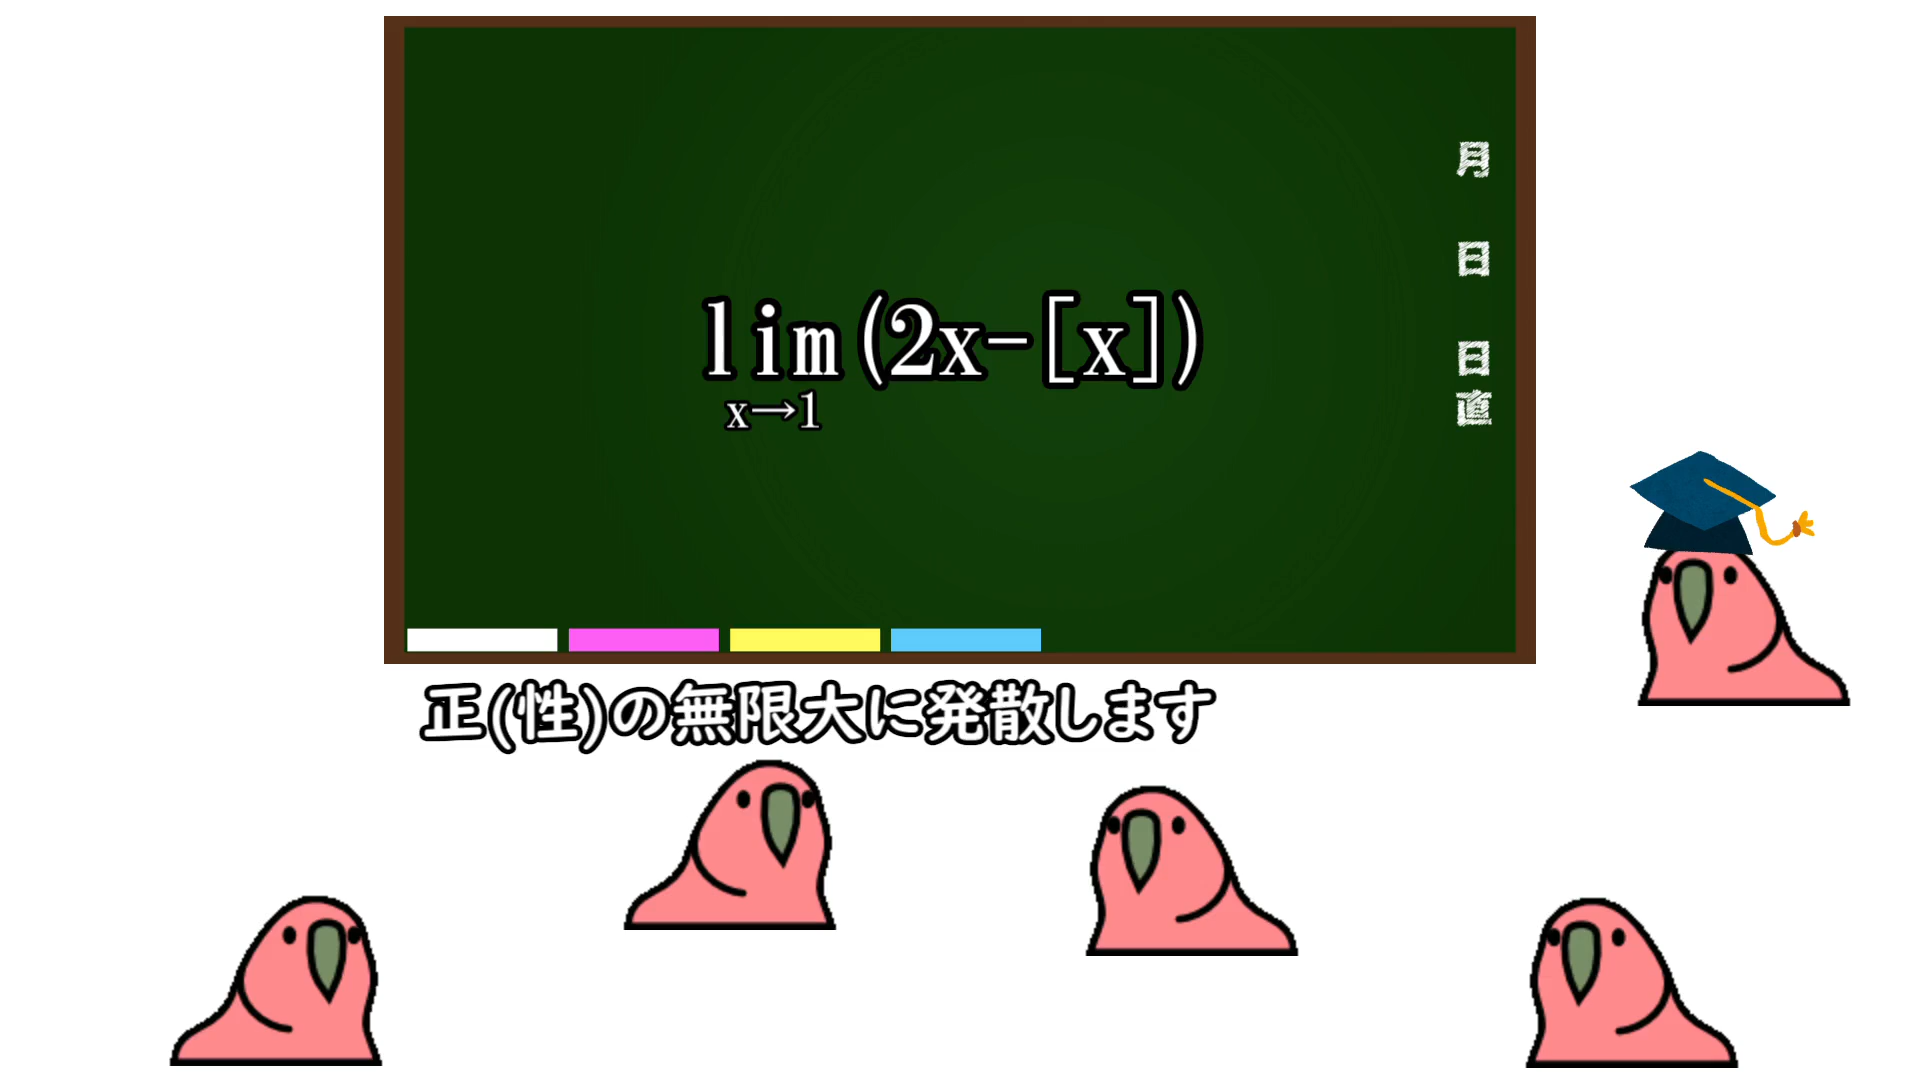 lim(2x-[x])
x→1
月
日
日直
正(性)の無限大に発散します